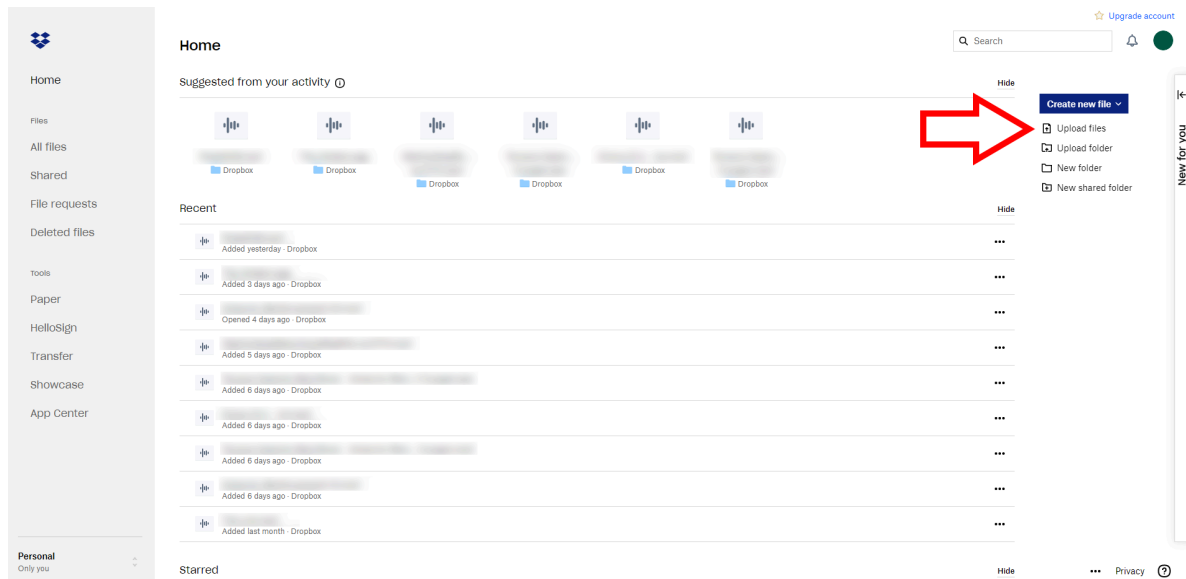 Upgrade account
Home
Search
Home
Suggested from your activity
Hide
Create new file
Upload files
Upload folder
New folder
New shared folder
New for you
Dropbox
Dropbox
Dropbox
Dropbox
Dropbox
Dropbox
Files
All files
Shared
File requests
Deleted files
Tools
Paper
HelloSign
Transfer
Showcase
App Center
Recent
Hide
Added yesterday · Dropbox
Added 3 days ago · Dropbox
Opened 4 days ago · Dropbox
Added 5 days ago · Dropbox
Added 6 days ago · Dropbox
Added 6 days ago · Dropbox
Added 6 days ago · Dropbox
Added 6 days ago · Dropbox
Added last month · Dropbox
Personal
Only you
Starred
Hide
Privacy